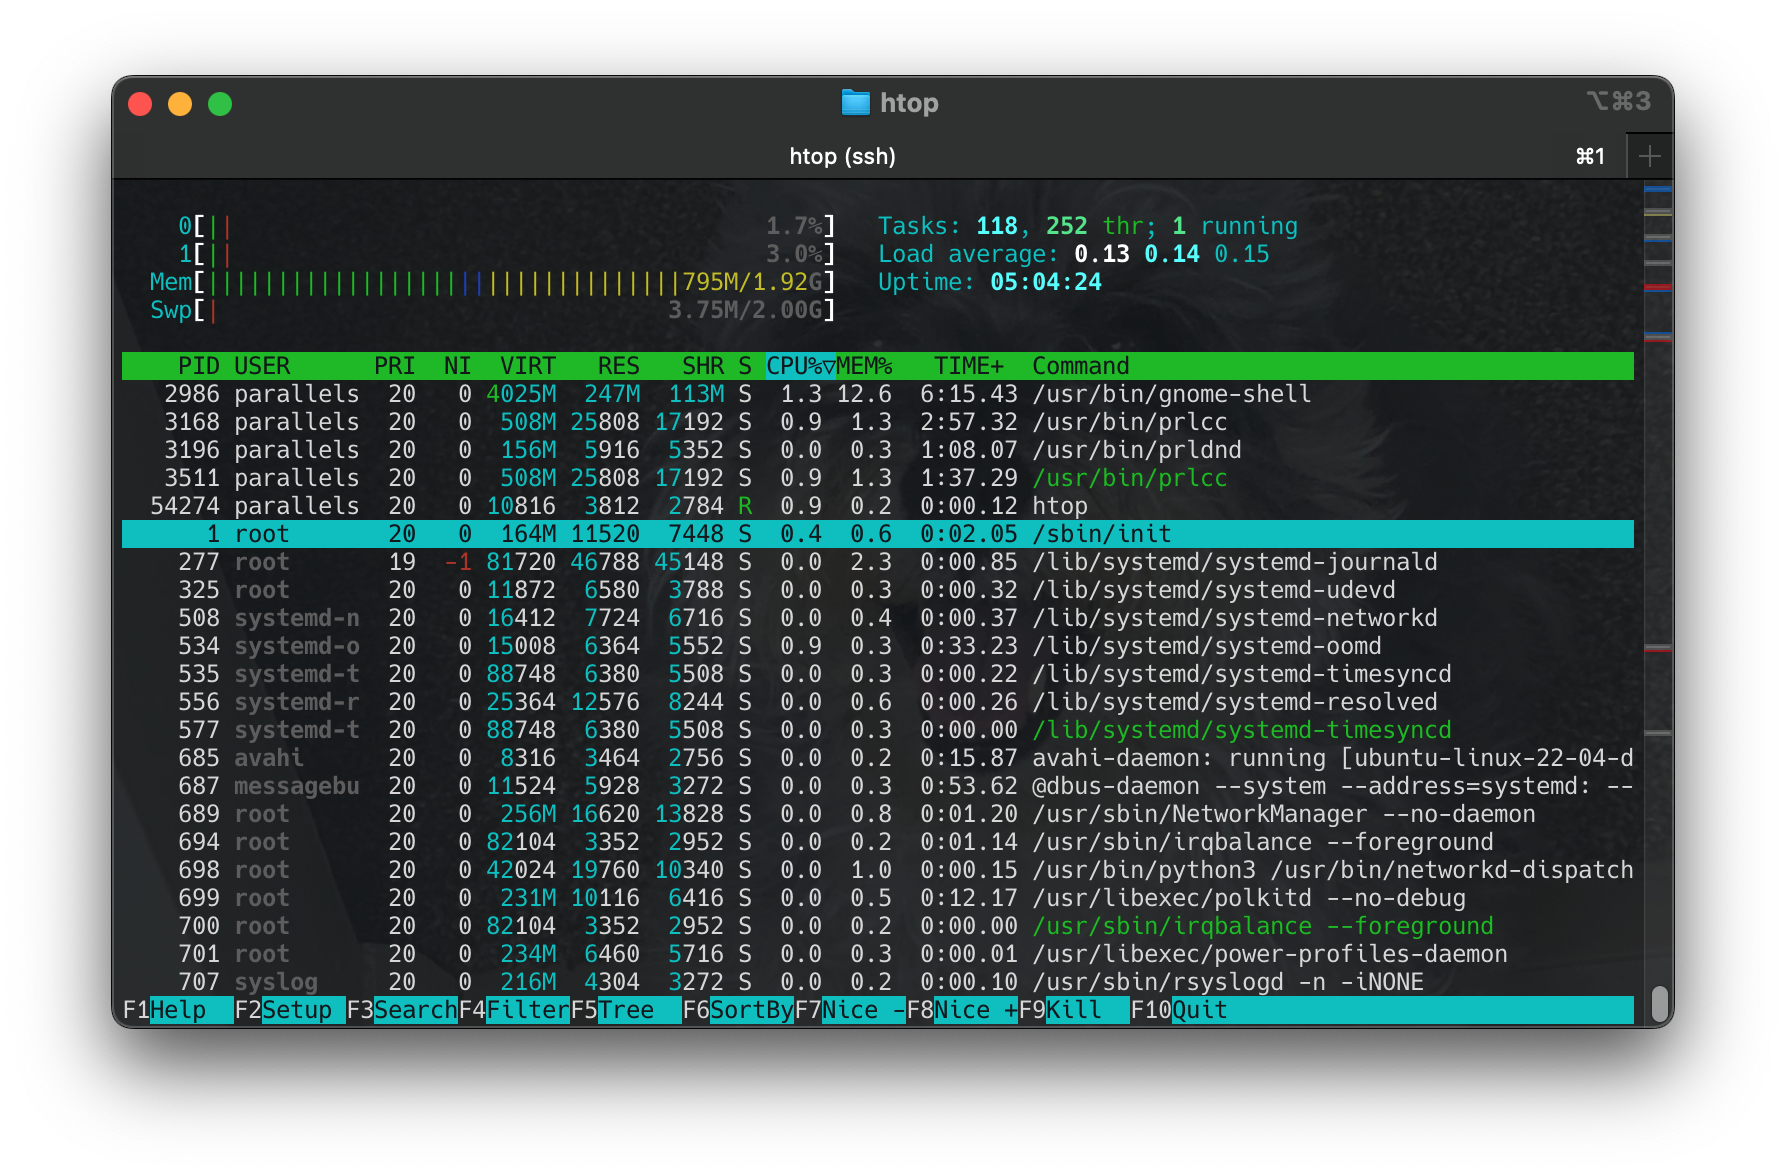 htop
⌥⌘3
htop (ssh) ⌘1 +
0[|| 1.7%] Tasks: 118, 252 thr; 1 running
1[|| 3.0%] Load average: 0.13 0.14 0.15
Mem[||||||||||||||||||||||||||||||||||795M/1.92G] Uptime: 05:04:24
Swp[| 3.75M/2.00G]
PID USER PRI NI VIRT RES SHR S CPU%▽MEM% TIME+ Command
2986 parallels 20 0 4025M 247M 113M S 1.3 12.6 6:15.43 /usr/bin/gnome-shell
3168 parallels 20 0 508M 25808 17192 S 0.9 1.3 2:57.32 /usr/bin/prlcc
3196 parallels 20 0 156M 5916 5352 S 0.0 0.3 1:08.07 /usr/bin/prldnd
3511 parallels 20 0 508M 25808 17192 S 0.9 1.3 1:37.29 /usr/bin/prlcc
54274 parallels 20 0 10816 3812 2784 R 0.9 0.2 0:00.12 htop
1 root 20 0 164M 11520 7448 S 0.4 0.6 0:02.05 /sbin/init
277 root 19 -1 81720 46788 45148 S 0.0 2.3 0:00.85 /lib/systemd/systemd-journald
325 root 20 0 11872 6580 3788 S 0.0 0.3 0:00.32 /lib/systemd/systemd-udevd
508 systemd-n 20 0 16412 7724 6716 S 0.0 0.4 0:00.37 /lib/systemd/systemd-networkd
534 systemd-o 20 0 15008 6364 5552 S 0.9 0.3 0:33.23 /lib/systemd/systemd-oomd
535 systemd-t 20 0 88748 6380 5508 S 0.0 0.3 0:00.22 /lib/systemd/systemd-timesyncd
556 systemd-r 20 0 25364 12576 8244 S 0.0 0.6 0:00.26 /lib/systemd/systemd-resolved
577 systemd-t 20 0 88748 6380 5508 S 0.0 0.3 0:00.00 /lib/systemd/systemd-timesyncd
685 avahi 20 0 8316 3464 2756 S 0.0 0.2 0:15.87 avahi-daemon: running [ubuntu-linux-22-04-d
687 messagebu 20 0 11524 5928 3272 S 0.0 0.3 0:53.62 @dbus-daemon --system --address=systemd: --
689 root 20 0 256M 16620 13828 S 0.0 0.8 0:01.20 /usr/sbin/NetworkManager --no-daemon
694 root 20 0 82104 3352 2952 S 0.0 0.2 0:01.14 /usr/sbin/irqbalance --foreground
698 root 20 0 42024 19760 10340 S 0.0 1.0 0:00.15 /usr/bin/python3 /usr/bin/networkd-dispatch
699 root 20 0 231M 10116 6416 S 0.0 0.5 0:12.17 /usr/libexec/polkitd --no-debug
700 root 20 0 82104 3352 2952 S 0.0 0.2 0:00.00 /usr/sbin/irqbalance --foreground
701 root 20 0 234M 6460 5716 S 0.0 0.3 0:00.01 /usr/libexec/power-profiles-daemon
707 syslog 20 0 216M 4304 3272 S 0.0 0.2 0:00.10 /usr/sbin/rsyslogd -n -iNONE
F1Help F2Setup F3SearchF4FilterF5Tree F6SortByF7Nice -F8Nice +F9Kill F10Quit